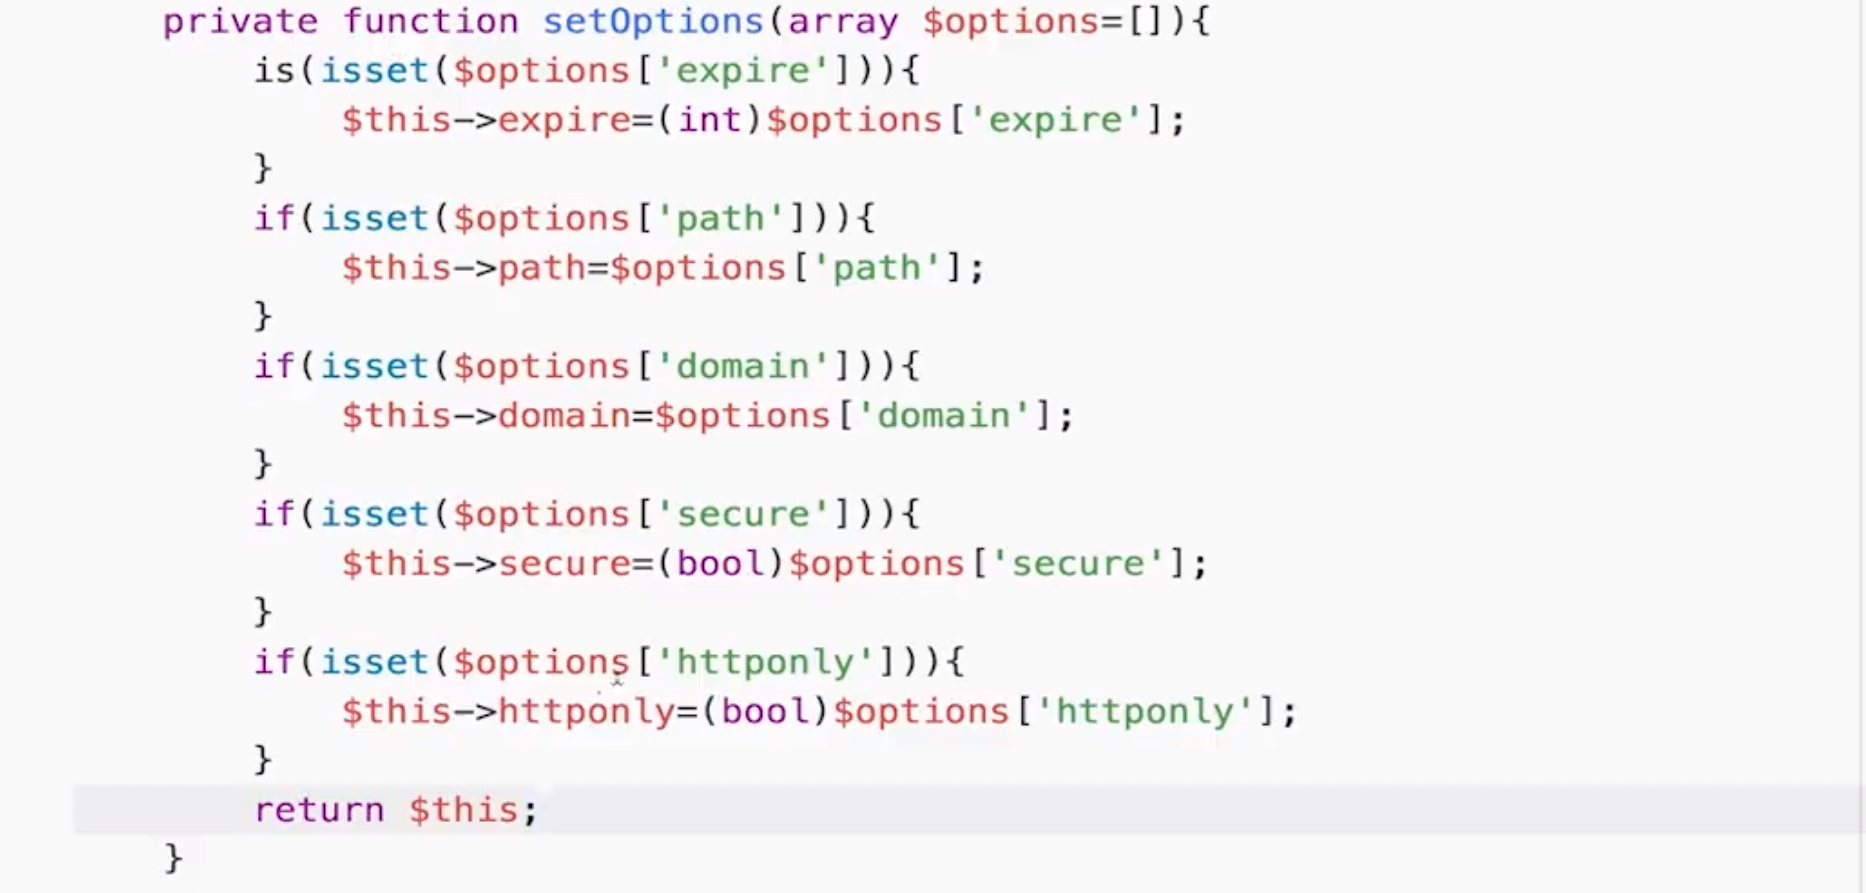 private function setOptions(array $options=[]){
is(isset($options['expire'])){
$this->expire=(int)$options['expire'];
}
if(isset($options['path'])){
$this->path=$options['path'];
}
if(isset($options['domain'])){
$this->domain=$options['domain'];
}
if(isset($options['secure'])){
$this->secure=(bool)$options['secure'];
}
if(isset($options['httponly'])){
$this->httponly=(bool)$options['httponly'];
}
return $this;
}